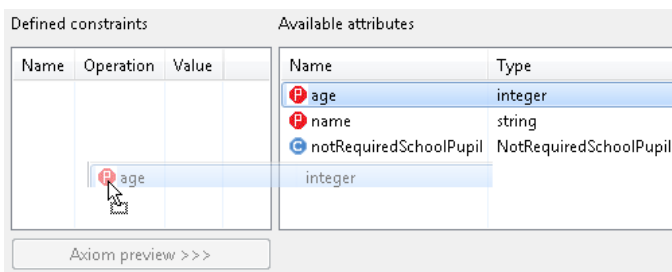 Defined constraints Available attributes
Name Operation Value Name Type
P age integer
P name string
C notRequiredSchoolPupil NotRequiredSchoolPupil
P age integer
Axiom preview >>>